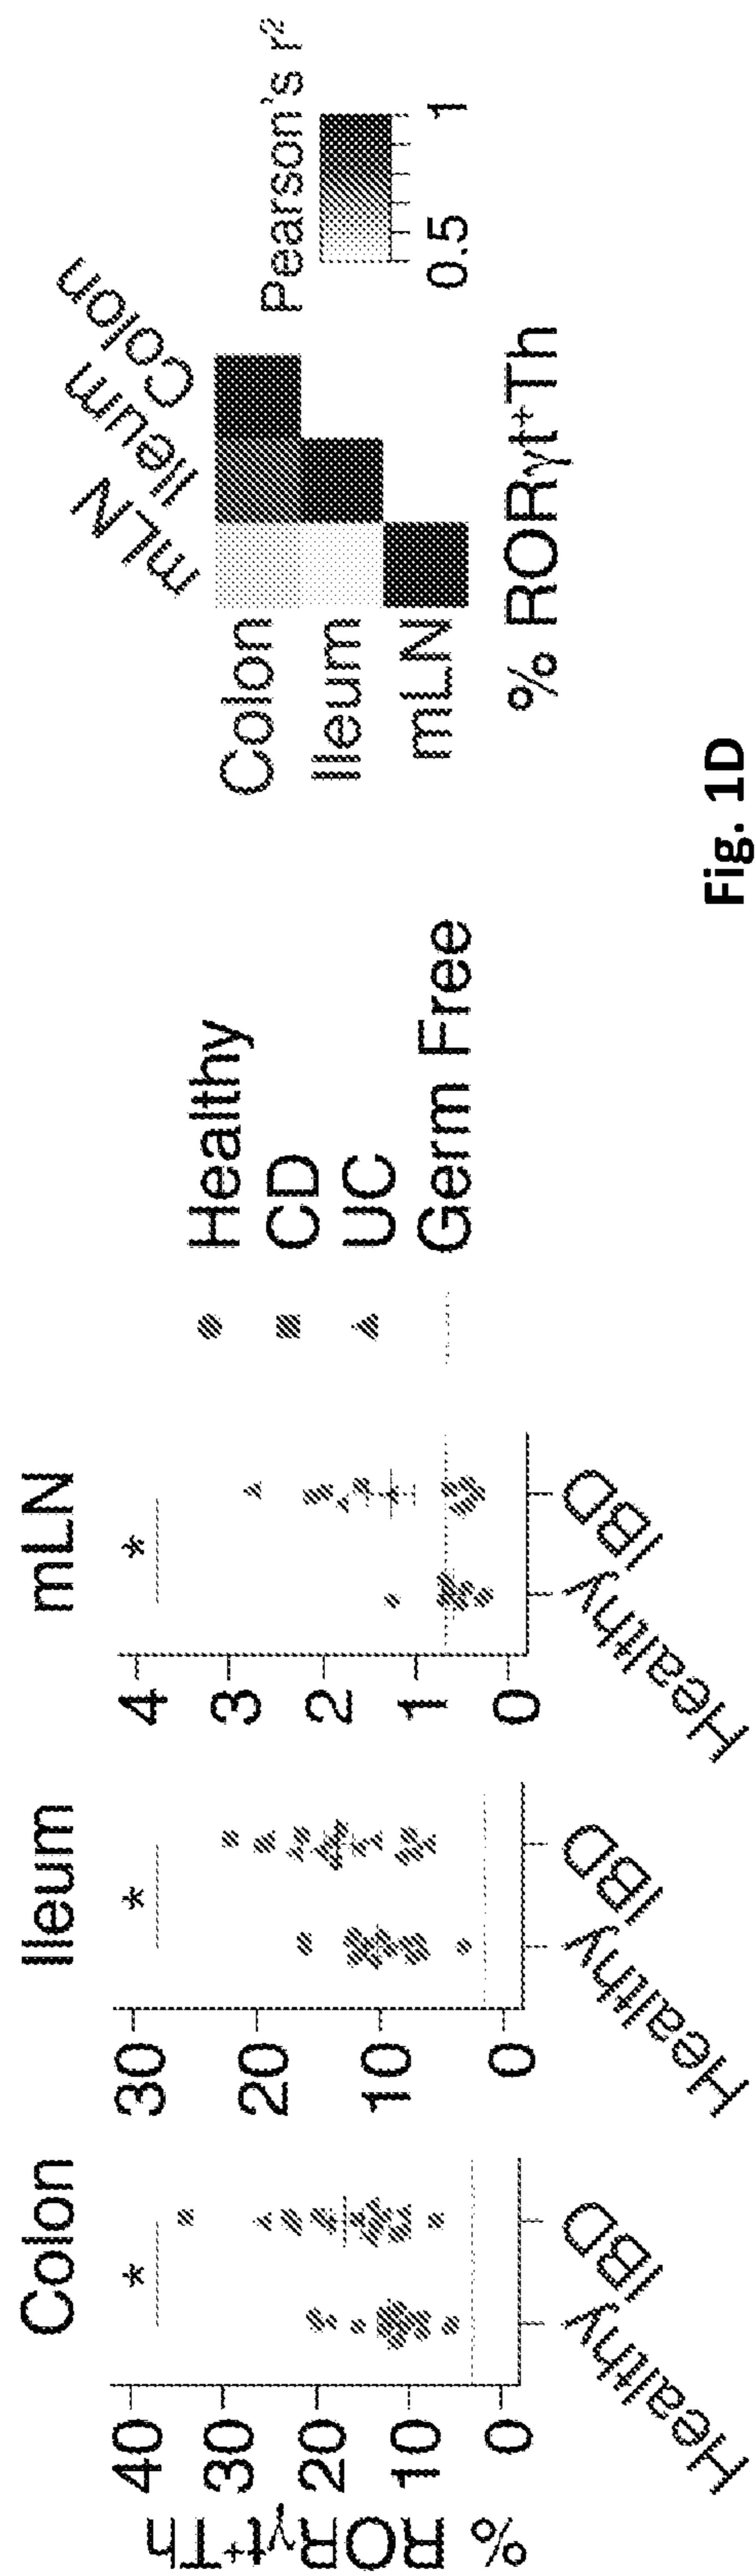 Colon
Ileum
mLN
% RORγt⁺Th
40
30
20
10
0
30
20
10
0
4
3
2
1
0
*
*
*
Healthy
IBD
Healthy
IBD
Healthy
IBD
Healthy
CD
UC
Germ Free
mLN
Ileum
Colon
Colon
Ileum
mLN
% RORγt⁺Th
Pearson's r²
0.5
1
Fig. 1D